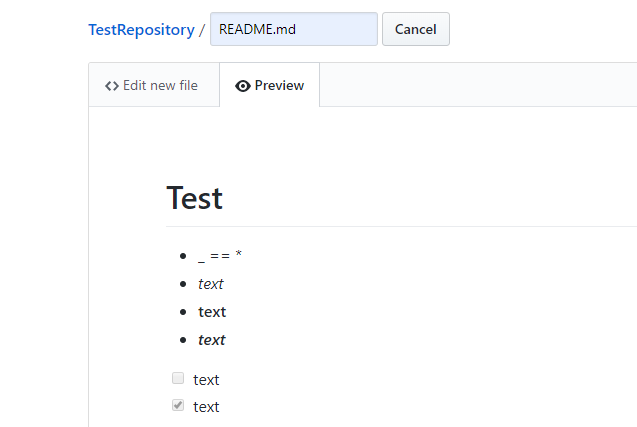 TestRepository / README.md Cancel
<> Edit new file Preview
Test
_ == *
text
text
text
text
text